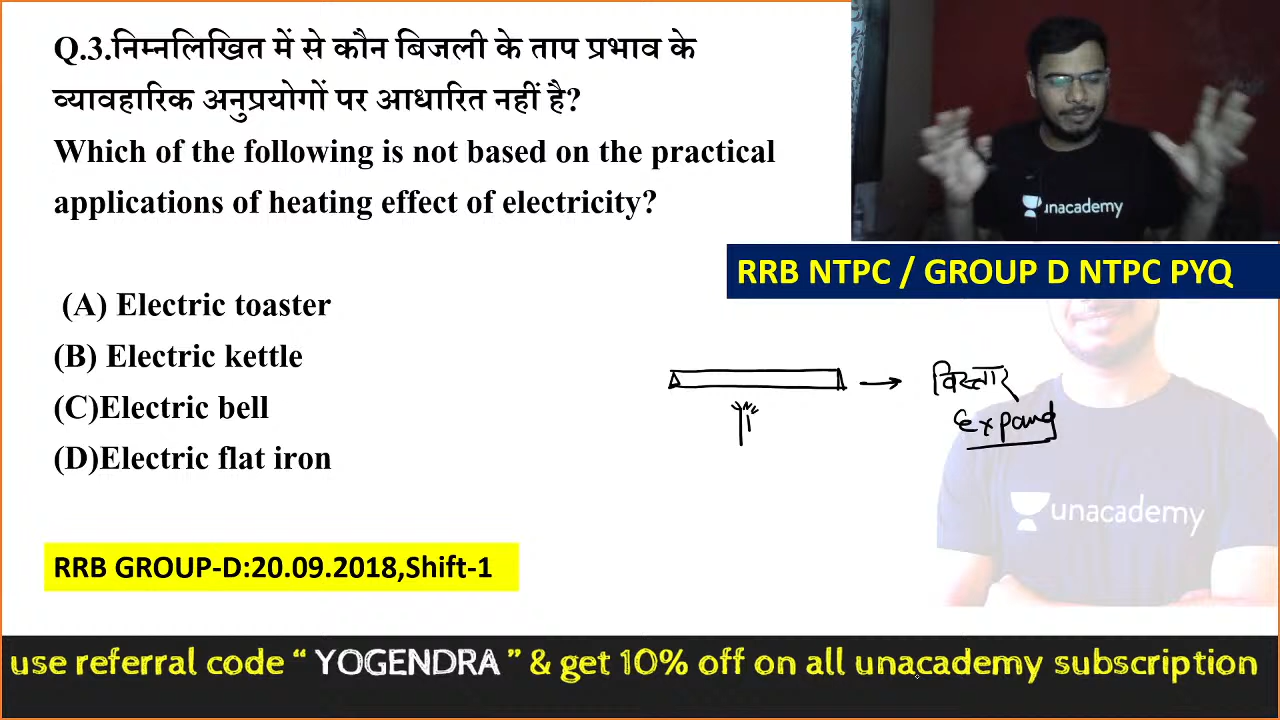 Q.3.निम्नलिखित में से कौन बिजली के ताप प्रभाव के
व्यावहारिक अनुप्रयोगों पर आधारित नहीं है?
Which of the following is not based on the practical
applications of heating effect of electricity?
unacademy
RRB NTPC / GROUP D NTPC PYQ
(A) Electric toaster
(B) Electric kettle
(C)Electric bell
(D)Electric flat iron
विस्तार
expand
unacademy
RRB GROUP-D:20.09.2018,Shift-1
use referral code “ YOGENDRA ” & get 10% off on all unacademy subscription